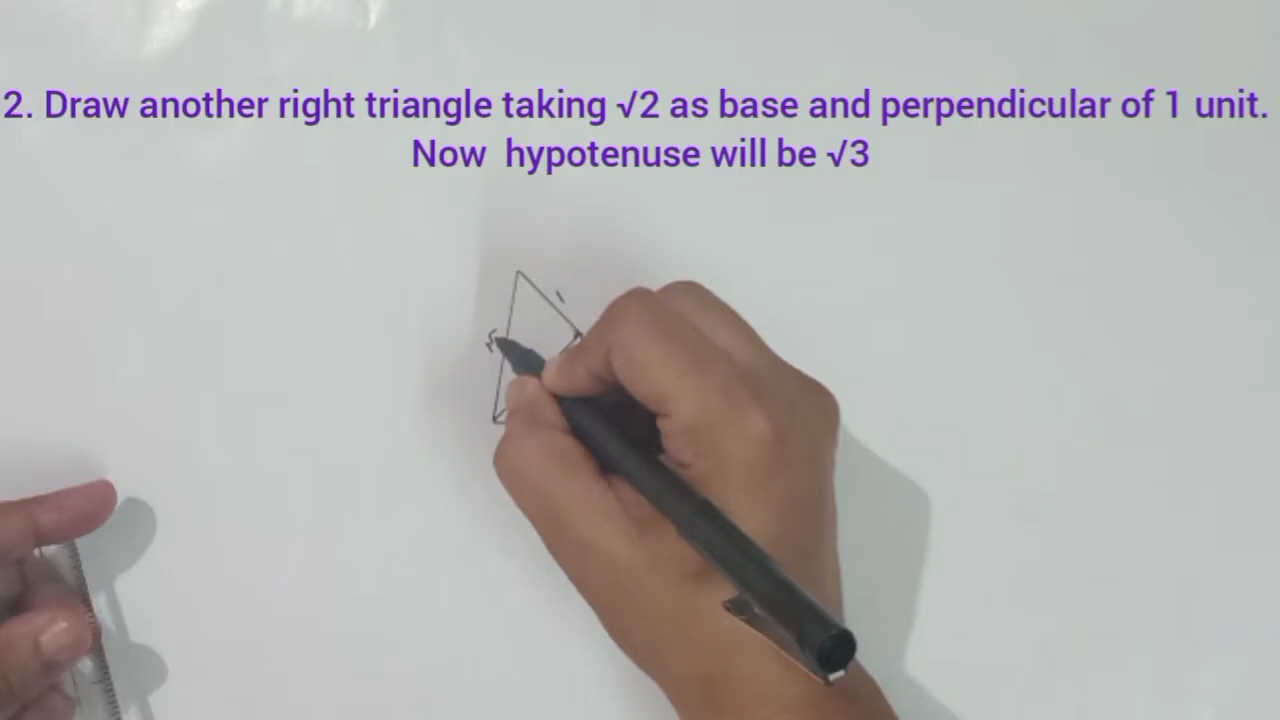 2. Draw another right triangle taking √2 as base and perpendicular of 1 unit.
Now hypotenuse will be √3
1